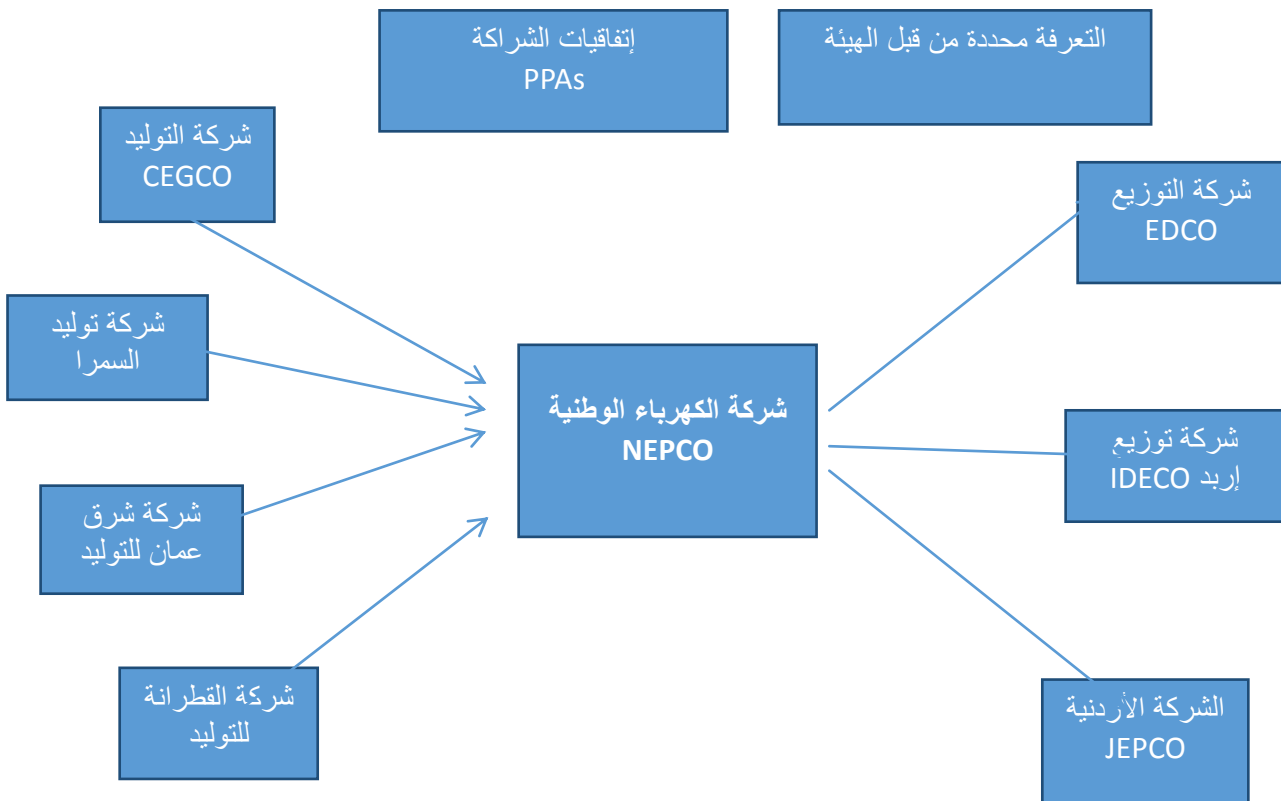 إتفاقيات الشراكة
PPAs
التعرفة محددة من قبل الهيئة
شركة التوليد
CEGCO
شركة التوزيع
EDCO
شركة توليد
السمرا
شركة الكهرباء الوطنية
NEPCO
شركة توزيع
إربد IDECO
شركة شرق
عمان للتوليد
شركة القطرانة
للتوليد
الشركة الأردنية
JEPCO